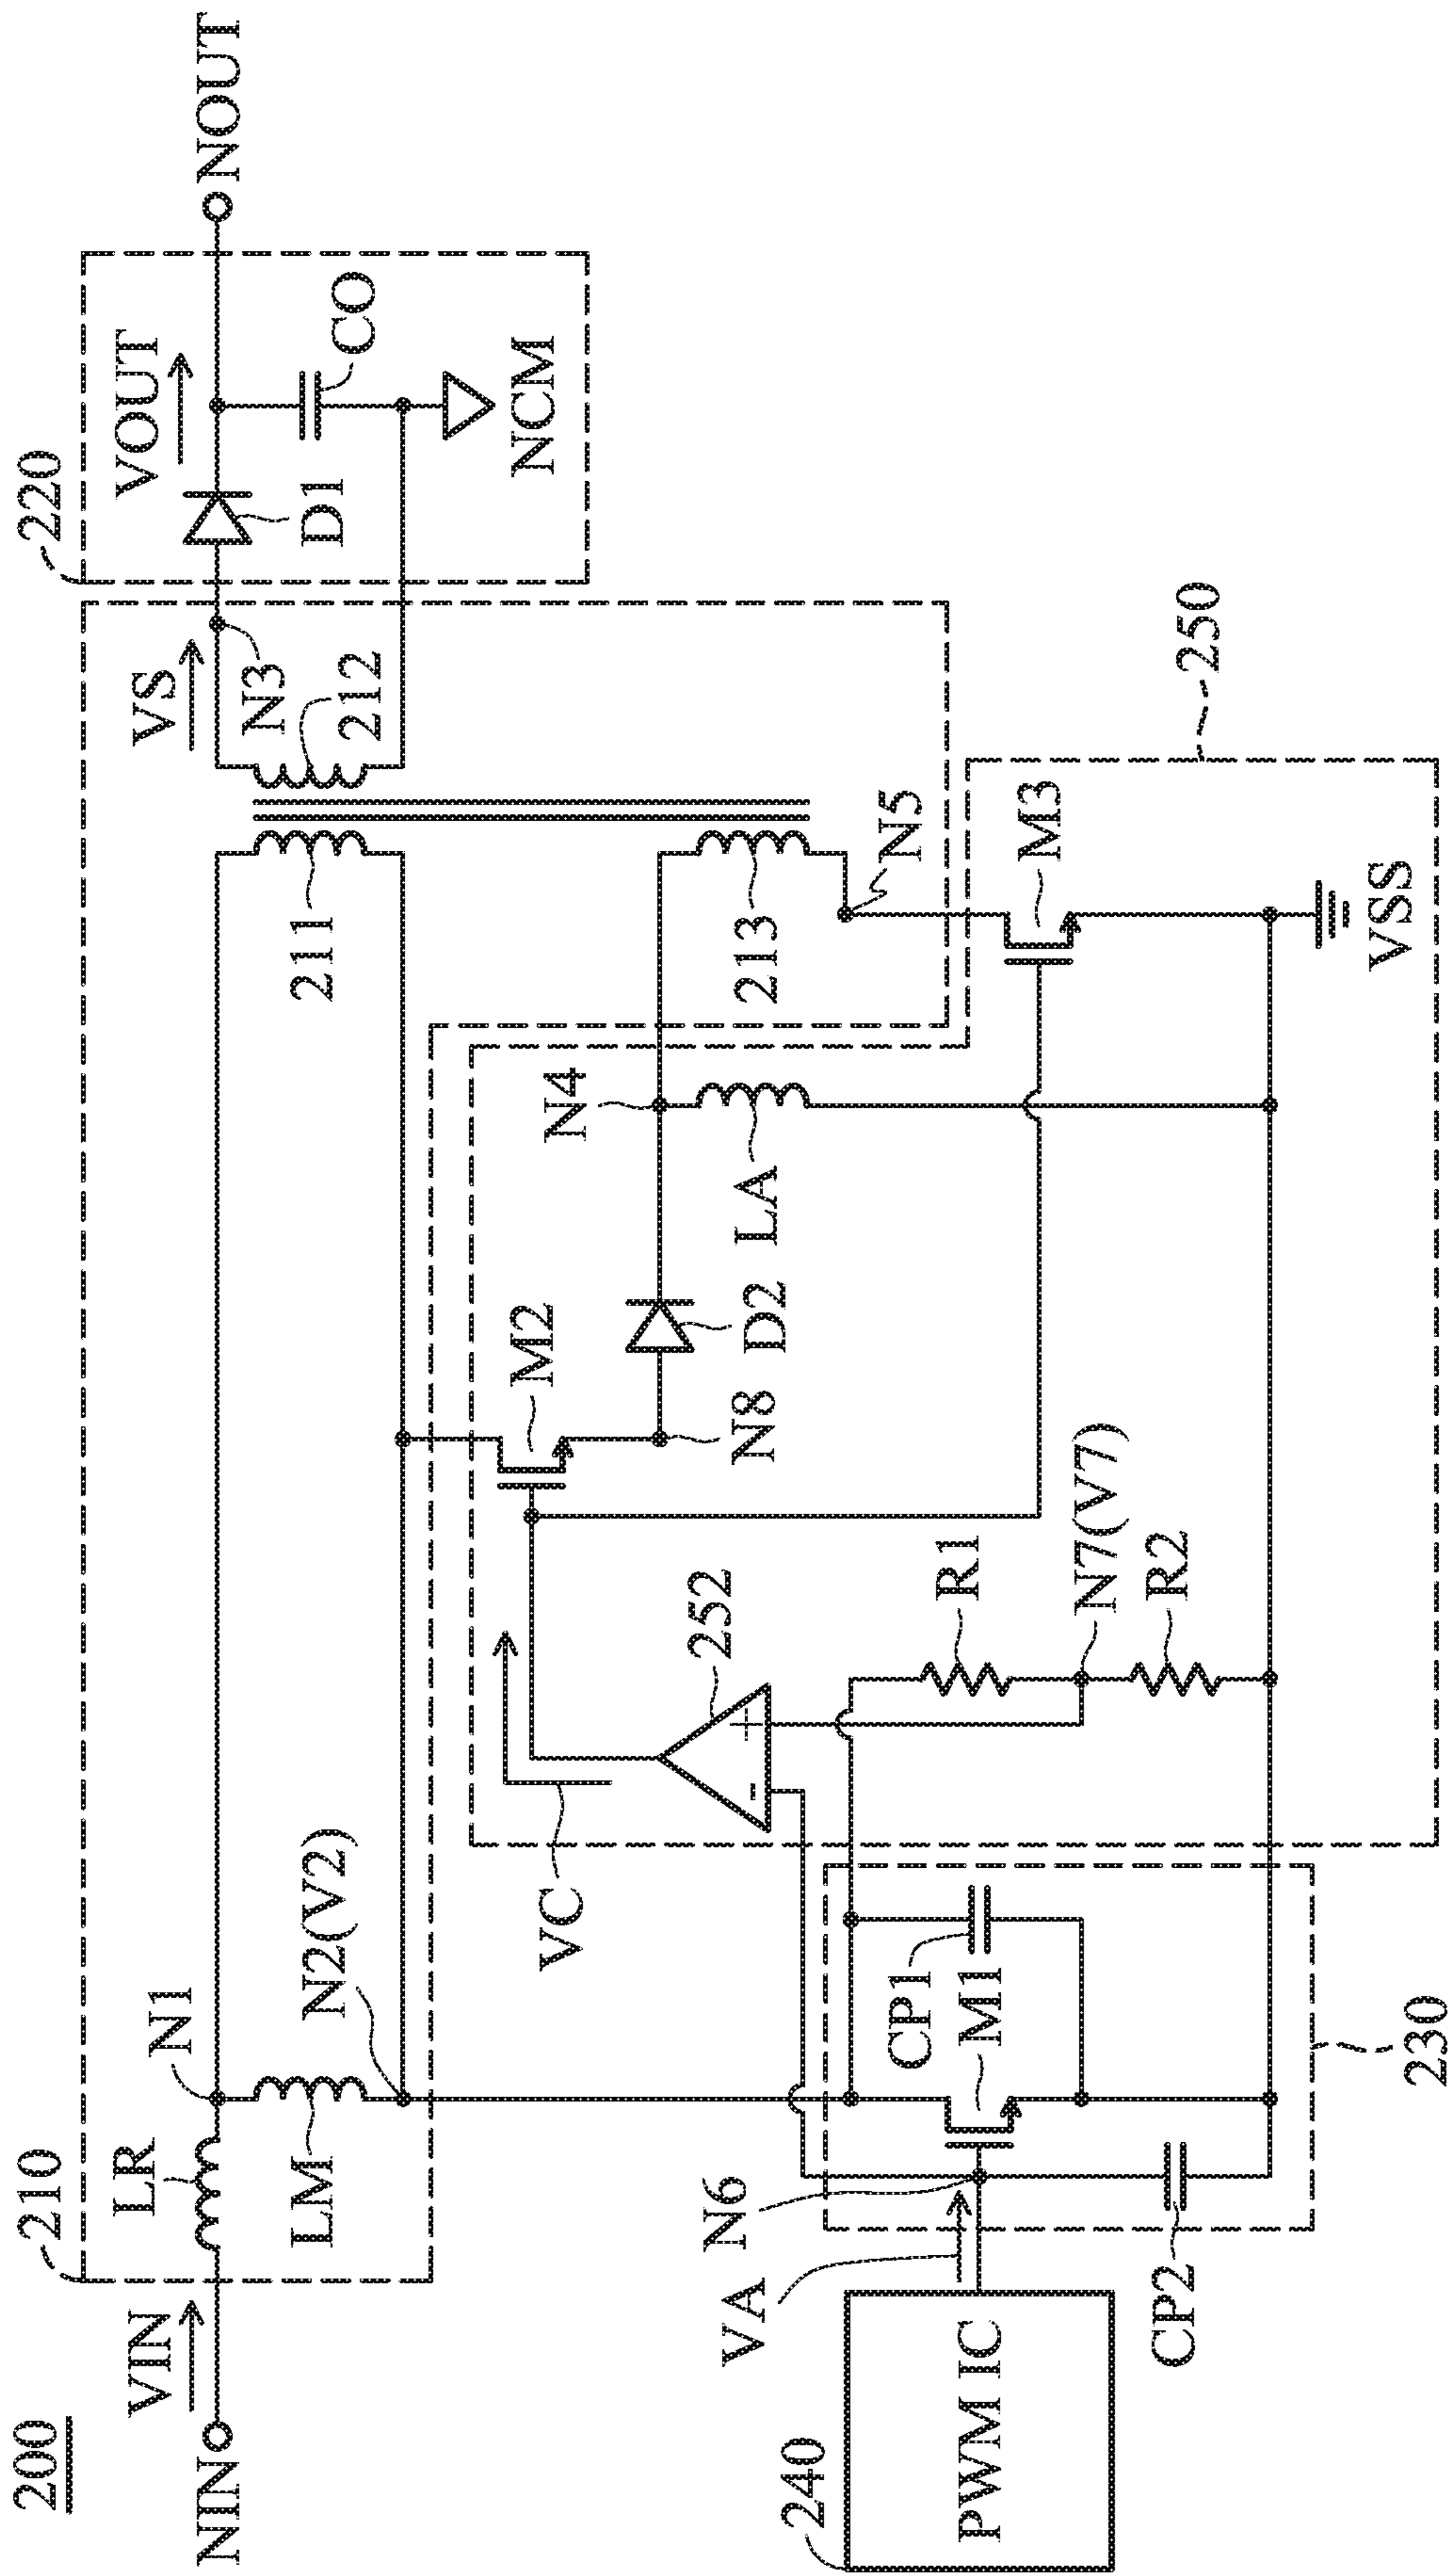 200
210
220
VIN
NIN
LR
N1
LM
N2(V2)
211
VS
N3
212
VOUT
D1
CO
NCM
NOUT
VC
M2
N4
N8
D2
LA
213
N5
252
+
-
R1
N7(V7)
R2
M3
250
VSS
N6
VA
CP1
M1
CP2
230
240
PWM IC